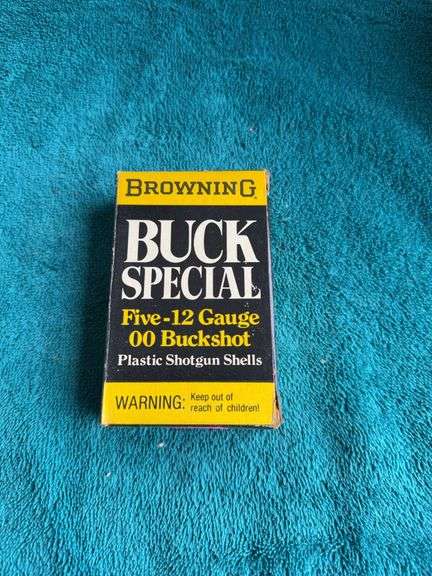 BROWNING
BUCK
SPECIAL
Five-12 Gauge
00 Buckshot
Plastic Shotgun Shells
WARNING: Keep out of
reach of children!